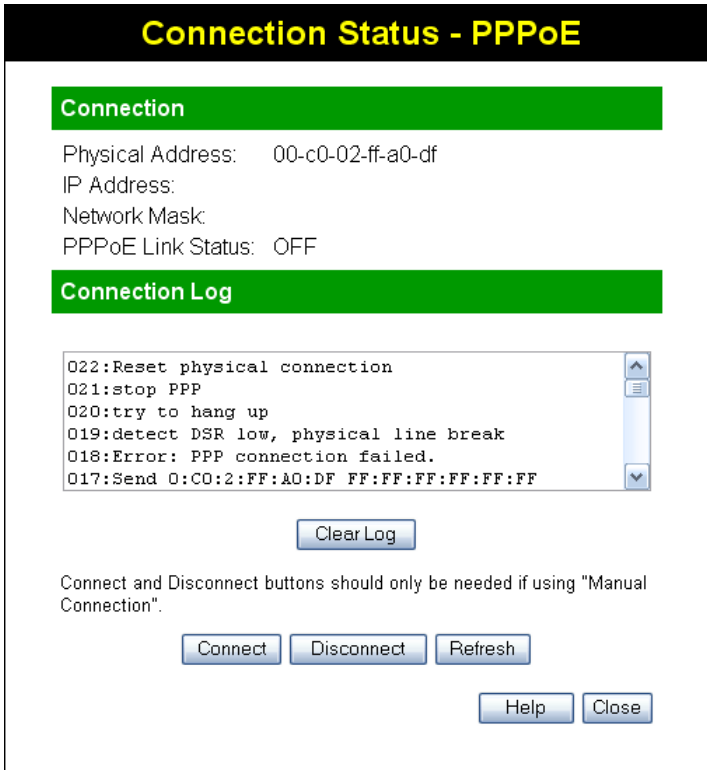 Connection Status - PPPoE
Connection
Physical Address: 00-c0-02-ff-a0-df
IP Address:
Network Mask:
PPPoE Link Status: OFF
Connection Log
022:Reset physical connection
021:stop PPP
020:try to hang up
019:detect DSR low, physical line break
018:Error: PPP connection failed.
017:Send 0:C0:2:FF:A0:DF FF:FF:FF:FF:FF:FF
Clear Log
Connect and Disconnect buttons should only be needed if using "Manual
Connection".
Connect Disconnect Refresh
Help Close